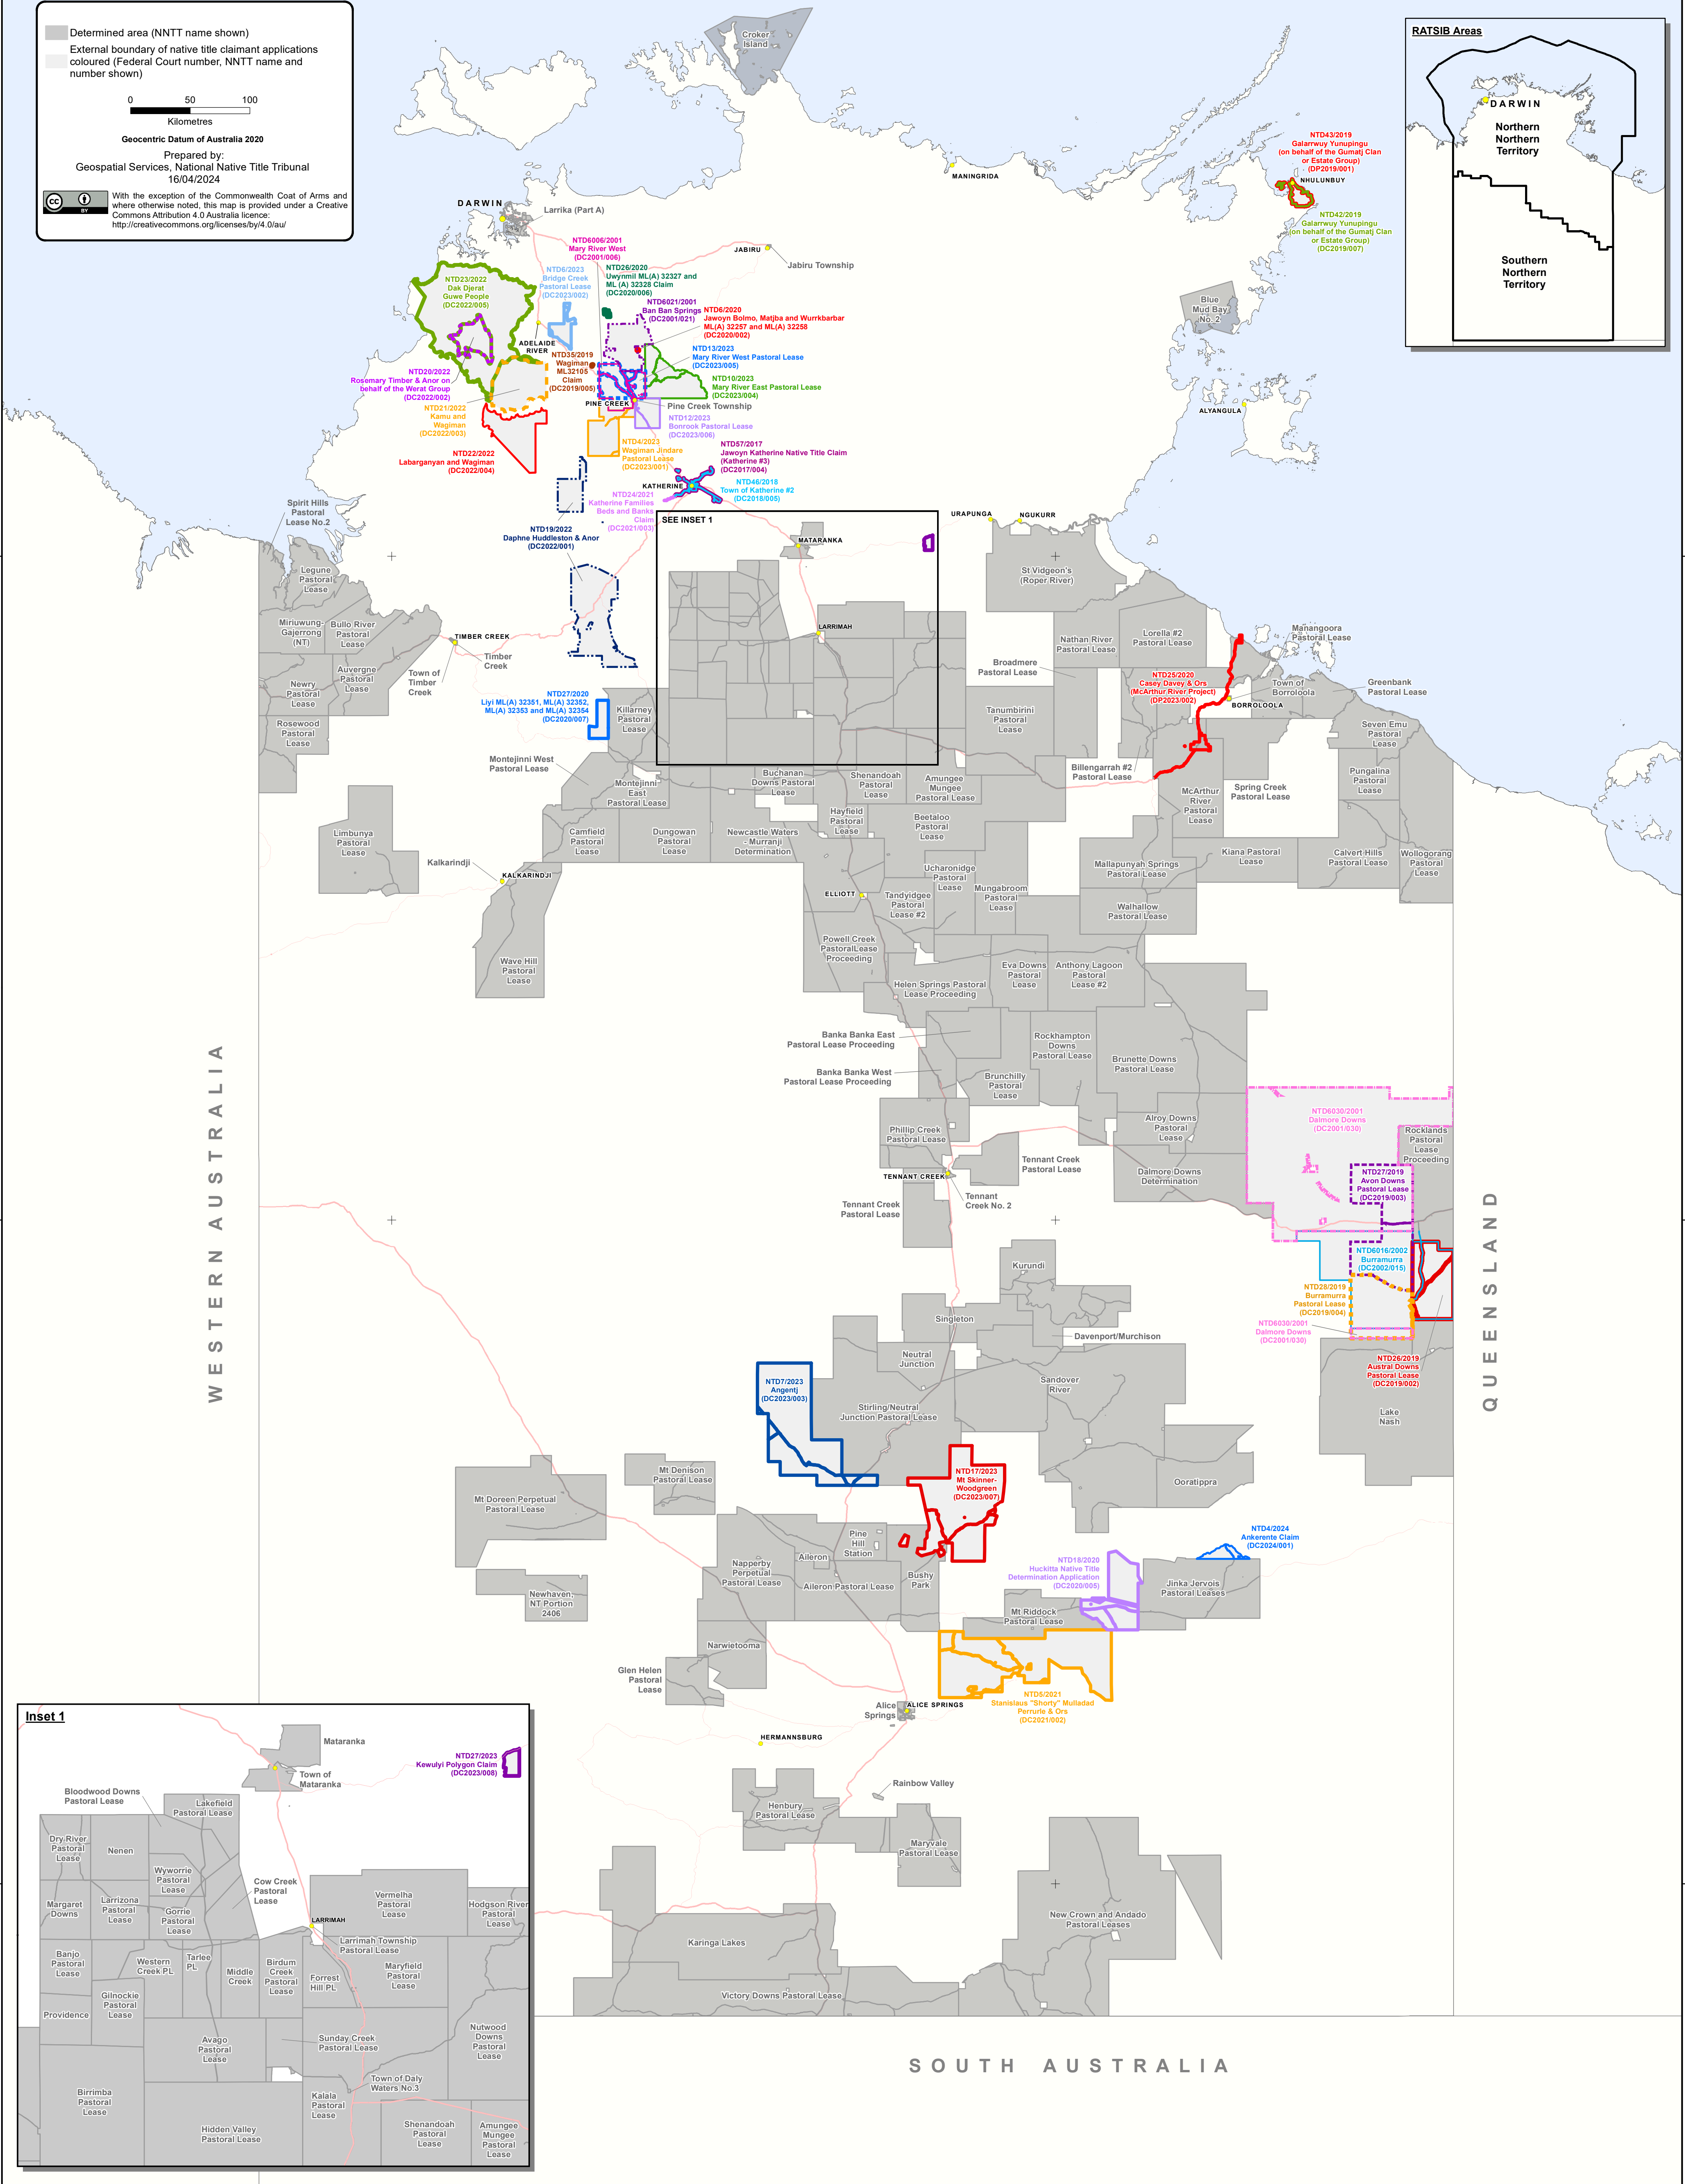 Determined area (NNTT name shown)
External boundary of native title claimant applications
coloured (Federal Court number, NNTT name and
number shown)
0 50 100
Kilometres
Geocentric Datum of Australia 2020
Prepared by:
Geospatial Services, National Native Title Tribunal
16/04/2024
CC BY
With the exception of the Commonwealth Coat of Arms and
where otherwise noted, this map is provided under a Creative
Commons Attribution 4.0 Australia licence:
http://creativecommons.org/licenses/by/4.0/au/
RATSIB Areas
DARWIN
Northern
Northern
Territory
Southern
Northern
Territory
Croker
Island
MANINGRIDA
NTD43/2019
Galarrwuy Yunupingu
(on behalf of the Gumatj Clan
or Estate Group)
(DP2019/001)
NHULUNBUY
NTD42/2019
Galarrwuy Yunupingu
(on behalf of the Gumatj Clan
or Estate Group)
(DC2019/007)
DARWIN
Larrika (Part A)
NTD6006/2001
Mary River West
(DC2001/006)
JABIRU
Jabiru Township
NTD23/2022
Dak Djerat
Guwe People
(DC2022/005)
NTD6/2023
Bridge Creek
Pastoral Lease
(DC2023/002)
NTD26/2020
Uwynmil ML(A) 32327 and
ML (A) 32328 Claim
(DC2020/006)
NTD6021/2001
Ban Ban Springs
(DC2001/021)
NTD6/2020
Jawoyn Bolmo, Matjba and Wurrkbarbar
ML(A) 32257 and ML(A) 32258
(DC2020/002)
Blue
Mud Bay
No. 2
ADELAIDE
RIVER
NTD35/2019
Wagiman
ML32105
Claim
(DC2019/005)
NTD13/2023
Mary River West Pastoral Lease
(DC2023/005)
NTD20/2022
Rosemary Timber & Anor on
behalf of the Werat Group
(DC2022/002)
NTD10/2023
Mary River East Pastoral Lease
(DC2023/004)
PINE CREEK
Pine Creek Township
NTD21/2022
Kamu and
Wagiman
(DC2022/003)
NTD12/2023
Bonrook Pastoral Lease
(DC2023/006)
ALYANGULA
NTD22/2022
Labarganyan and Wagiman
(DC2022/004)
NTD4/2023
Wagiman Jindare
Pastoral Lease
(DC2023/001)
NTD57/2017
Jawoyn Katherine Native Title Claim
(Katherine #3)
(DC2017/004)
KATHERINE
NTD46/2018
Town of Katherine #2
(DC2018/005)
NTD24/2021
Katherine Families
Beds and Banks
Claim
(DC2021/003)
Spirit Hills
Pastoral
Lease No.2
NTD19/2022
Daphne Huddleston & Anor
(DC2022/001)
SEE INSET 1
MATARANKA
URAPUNGA
NGUKURR
St Vidgeon's
(Roper River)
Legune
Pastoral
Lease
Miriuwung-
Gajerrong
(NT)
Bullo River
Pastoral
Lease
TIMBER CREEK
Timber
Creek
Town of
Timber
Creek
Auvergne
Pastoral
Lease
Newry
Pastoral
Lease
Rosewood
Pastoral
Lease
LARRIMAH
Nathan River
Pastoral Lease
Lorella #2
Pastoral Lease
Manangoora
Pastoral Lease
Broadmere
Pastoral Lease
NTD25/2020
Casey Davey & Ors
(McArthur River Project)
(DP2023/002)
Town of
Borroloola
BORROLOOLA
Greenbank
Pastoral Lease
NTD27/2020
Liyi ML(A) 32351, ML(A) 32352,
ML(A) 32353 and ML(A) 32354
(DC2020/007)
Killarney
Pastoral
Lease
Tanumbirini
Pastoral
Lease
Seven Emu
Pastoral
Lease
Montejinni West
Pastoral Lease
Montejinni
East
Pastoral Lease
Buchanan
Downs Pastoral
Lease
Shenandoah
Pastoral
Lease
Amungee
Mungee
Pastoral Lease
Billengarrah #2
Pastoral Lease
McArthur
River
Pastoral
Lease
Spring Creek
Pastoral Lease
Pungalina
Pastoral
Lease
Limbunya
Pastoral
Lease
Camfield
Pastoral
Lease
Dungowan
Pastoral
Lease
Newcastle Waters
- Murranji
Determination
Hayfield
Pastoral
Lease
Beetaloo
Pastoral
Lease
Kalkarindji
KALKARINDJI
Ucharonidge
Pastoral
Lease
Mallapunyah Springs
Pastoral Lease
Kiana Pastoral
Lease
Calvert Hills
Pastoral Lease
Wollogorang
Pastoral
Lease
ELLIOTT
Tandyidgee
Pastoral
Lease #2
Mungabroom
Pastoral
Lease
Walhallow
Pastoral Lease
Wave Hill
Pastoral
Lease
Powell Creek
PastoralLease
Proceeding
Helen Springs Pastoral
Lease Proceeding
Eva Downs
Pastoral
Lease
Anthony Lagoon
Pastoral
Lease #2
WESTERN AUSTRALIA
Banka Banka East
Pastoral Lease Proceeding
Banka Banka West
Pastoral Lease Proceeding
Rockhampton
Downs
Pastoral Lease
Brunette Downs
Pastoral Lease
Brunchilly
Pastoral
Lease
Phillip Creek
Pastoral Lease
Alroy Downs
Pastoral
Lease
NTD6030/2001
Dalmore Downs
(DC2001/030)
Rocklands
Pastoral
Lease
Proceeding
TENNANT CREEK
Tennant Creek
Pastoral Lease
Tennant
Creek No. 2
Tennant Creek
Pastoral Lease
Dalmore Downs
Determination
NTD27/2019
Avon Downs
Pastoral Lease
(DC2019/003)
QUEENSLAND
NTD6016/2002
Burramurra
(DC2002/015)
NTD28/2019
Burramurra
Pastoral Lease
(DC2019/004)
NTD6030/2001
Dalmore Downs
(DC2001/030)
NTD26/2019
Austral Downs
Pastoral Lease
(DC2019/002)
Kurundi
Singleton
Davenport/Murchison
Neutral
Junction
Sandover
River
Lake
Nash
NTD7/2023
Angentj
(DC2023/003)
Stirling/Neutral
Junction Pastoral Lease
Mt Denison
Pastoral Lease
Mt Doreen Perpetual
Pastoral Lease
NTD17/2023
Mt Skinner-
Woodgreen
(DC2023/007)
Ooratippra
NTD4/2024
Ankerente Claim
(DC2024/001)
Pine
Hill
Station
Aileron
Napperby
Perpetual
Pastoral Lease
Aileron Pastoral Lease
Bushy
Park
NTD18/2020
Huckitta Native Title
Determination Application
(DC2020/005)
Jinka Jervois
Pastoral Leases
Newhaven,
NT Portion
2406
Mt Riddock
Pastoral Lease
Narwietooma
Glen Helen
Pastoral
Lease
NTD5/2021
Stanislaus "Shorty" Mulladad
Perrurle & Ors
(DC2021/002)
Alice
Springs
ALICE SPRINGS
HERMANNSBURG
Rainbow Valley
Henbury
Pastoral Lease
Maryvale
Pastoral Lease
New Crown and Andado
Pastoral Leases
Karinga Lakes
Victory Downs Pastoral Lease
SOUTH AUSTRALIA
Inset 1
Mataranka
Town of
Mataranka
NTD27/2023
Kewulyi Polygon Claim
(DC2023/008)
Bloodwood Downs
Pastoral Lease
Lakefield
Pastoral Lease
Dry River
Pastoral
Lease
Nenen
Wyworrie
Pastoral
Lease
Cow Creek
Pastoral
Lease
Margaret
Downs
Larrizona
Pastoral
Lease
Gorrie
Pastoral
Lease
Vermelha
Pastoral
Lease
Hodgson River
Pastoral
Lease
LARRIMAH
Larrimah Township
Pastoral Lease
Banjo
Pastoral
Lease
Western
Creek PL
Tarlee
PL
Middle
Creek
Birdum
Creek
Pastoral
Lease
Forrest
Hill PL
Maryfield
Pastoral
Lease
Gilnockie
Pastoral
Lease
Providence
Avago
Pastoral
Lease
Sunday Creek
Pastoral Lease
Nutwood
Downs
Pastoral
Lease
Town of Daly
Waters No.3
Birrimba
Pastoral
Lease
Kalala
Pastoral
Lease
Hidden Valley
Pastoral Lease
Shenandoah
Pastoral
Lease
Amungee
Mungee
Pastoral
Lease